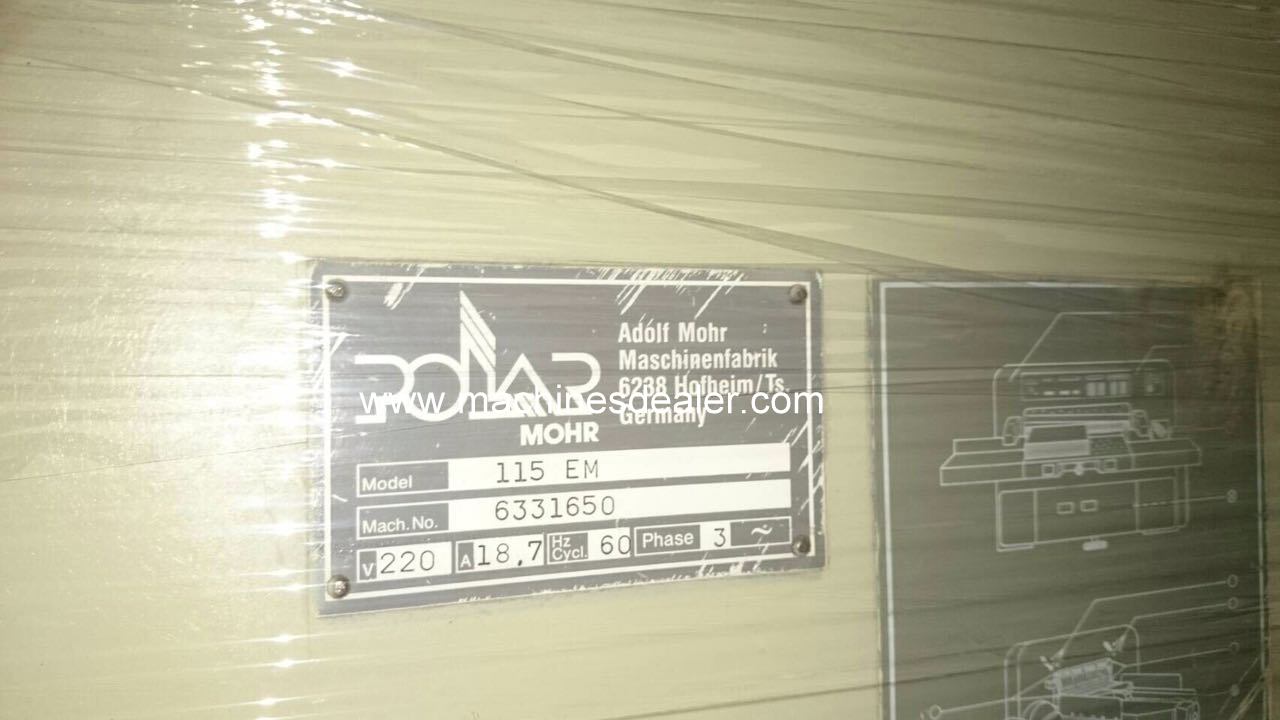 POLAR
MOHR
Adolf Mohr
Maschinenfabrik
6238 Hofheim/Ts.
Germany
www.machinesdealer.com
Model 115 EM
Mach.No. 6331650
V 220 A 18,7 Hz Cycl. 60 Phase 3 ~